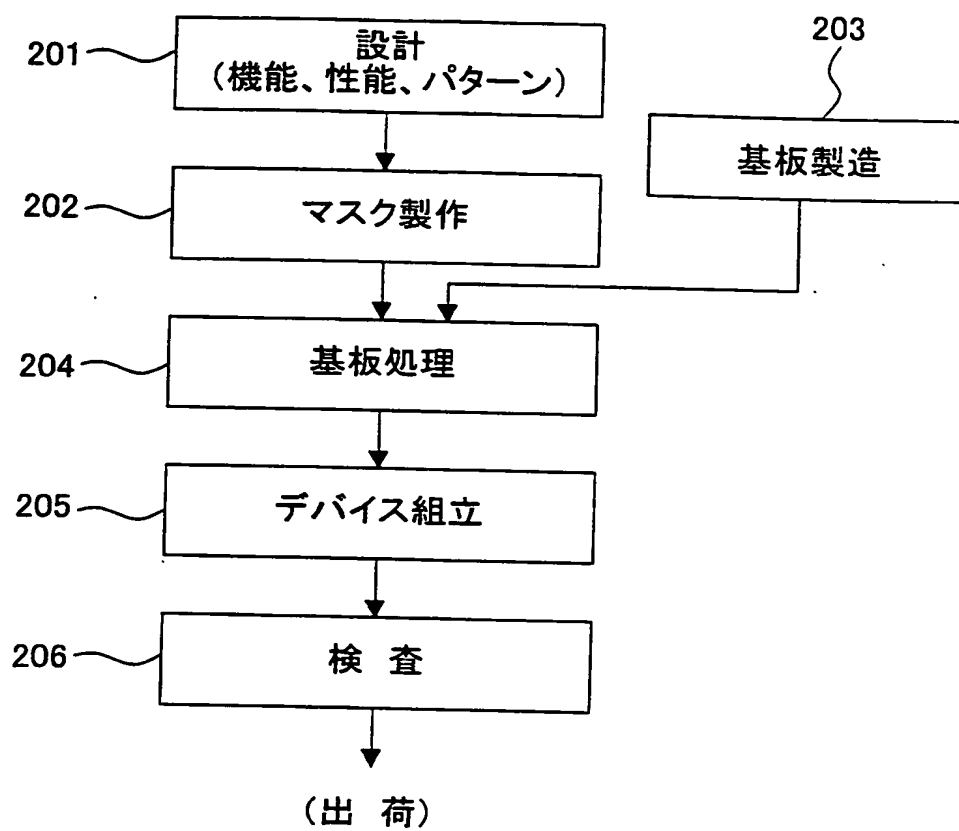 201
設計
(機能、性能、パターン)
203
基板製造
202
マスク製作
204
基板処理
205
デバイス組立
206
検 査
(出 荷)